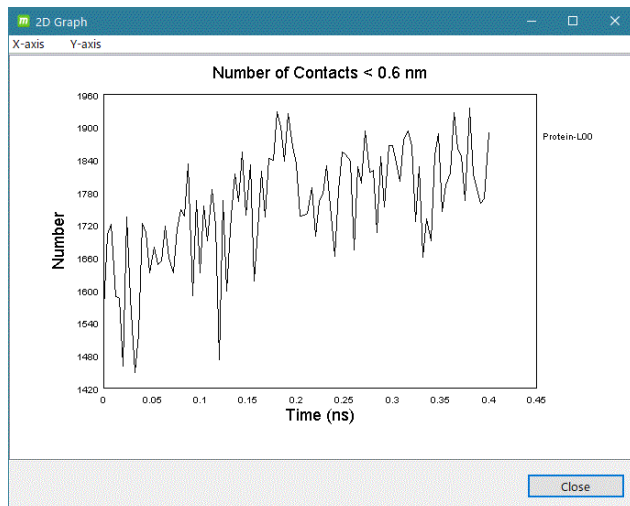 2D Graph
X-axis Y-axis
Number of Contacts < 0.6 nm
1960
1900
1840
1780
1720
1660
1600
1540
1480
1420
Number
Protein-L00
0 0.05 0.1 0.15 0.2 0.25 0.3 0.35 0.4 0.45
Time (ns)
Close